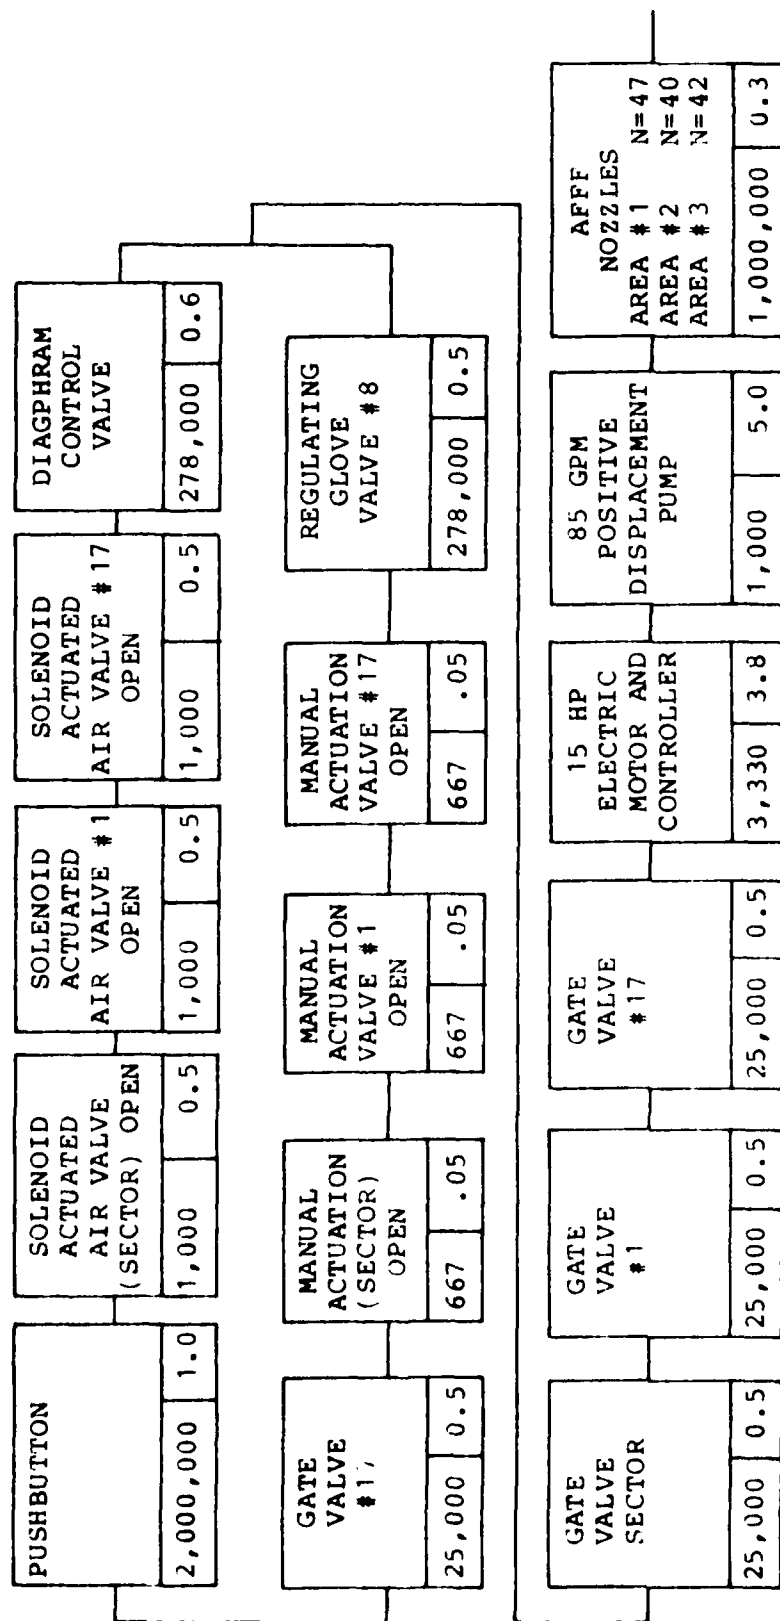 PUSHBUTTON
2,000,000 1.0
SOLENOID
ACTUATED
AIR VALVE
(SECTOR) OPEN
1,000 0.5
SOLENOID
ACTUATED
AIR VALVE #1
OPEN
1,000 0.5
SOLENOID
ACTUATED
AIR VALVE #17
OPEN
1,000 0.5
DIAGPHRAM
CONTROL
VALVE
278,000 0.6
GATE
VALVE
#17
25,000 0.5
MANUAL
ACTUATION
(SECTOR)
OPEN
667 .05
MANUAL
ACTUATION
VALVE #1
OPEN
667 .05
MANUAL
ACTUATION
VALVE #17
OPEN
667 .05
REGULATING
GLOVE
VALVE #8
278,000 0.5
GATE
VALVE
SECTOR
25,000 0.5
GATE
VALVE
#1
25,000 0.5
GATE
VALVE
#17
25,000 0.5
15 HP
ELECTRIC
MOTOR AND
CONTROLLER
3,330 3.8
85 GPM
POSITIVE
DISPLACEMENT
PUMP
1,000 5.0
AFFF
NOZZLES
AREA #1 N=47
AREA #2 N=40
AREA #3 N=42
1,000,000 0.3